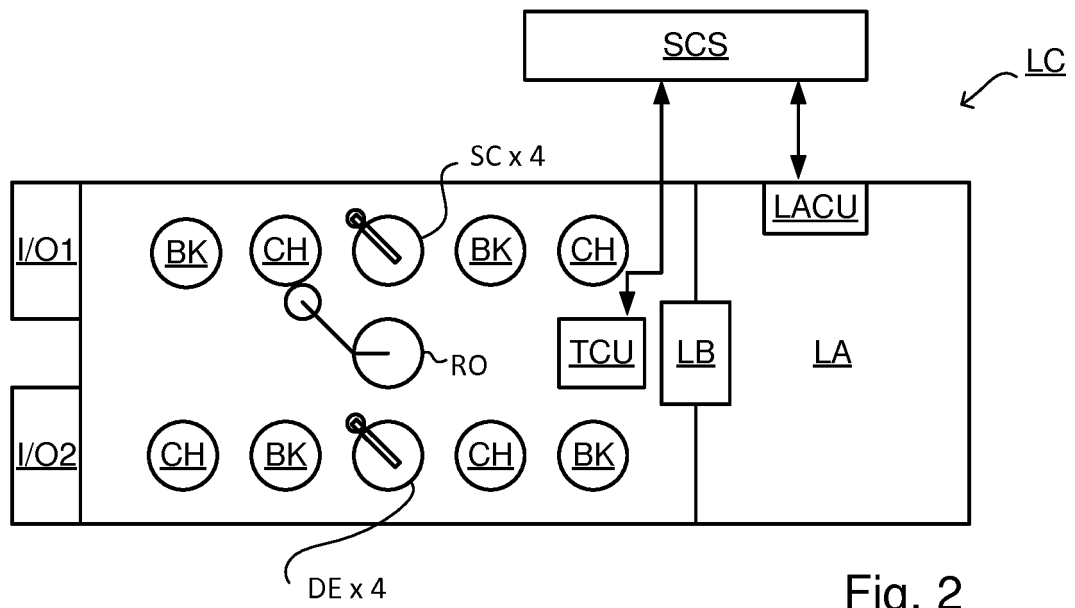 SCS
LC
SC x 4
I/O1
BK
CH
BK
CH
LACU
RO
TCU
LB
LA
I/O2
CH
BK
CH
BK
DE x 4
Fig. 2